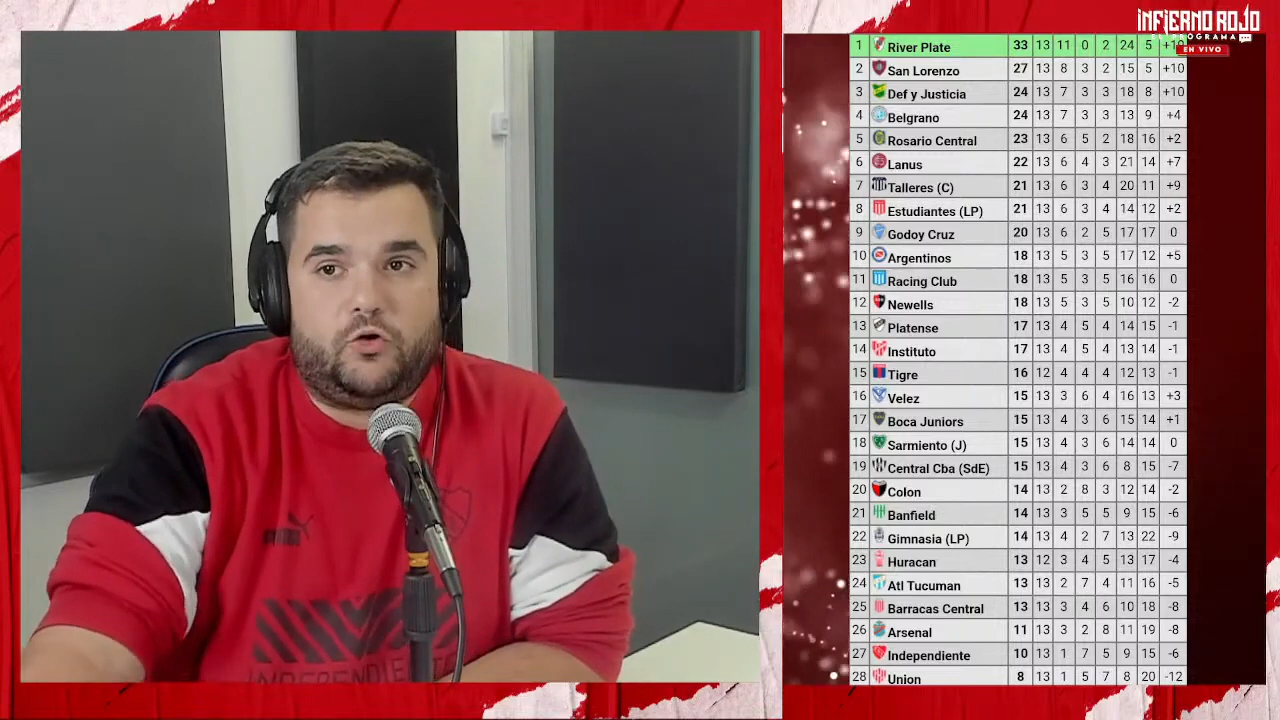 INFIERNO ROJO
EL PROGRAMA
EN VIVO
1 River Plate 33 13 11 0 2 24 5
2 San Lorenzo 27 13 8 3 2 15 5 +10
3 Def y Justicia 24 13 7 3 3 18 8 +10
4 Belgrano 24 13 7 3 3 13 9 +4
5 Rosario Central 23 13 6 5 2 18 16 +2
6 Lanus 22 13 6 4 3 21 14 +7
7 Talleres (C) 21 13 6 3 4 20 11 +9
8 Estudiantes (LP) 21 13 6 3 4 14 12 +2
9 Godoy Cruz 20 13 6 2 5 17 17 0
10 Argentinos 18 13 5 3 5 17 12 +5
11 Racing Club 18 13 5 3 5 16 16 0
12 Newells 18 13 5 3 5 10 12 -2
13 Platense 17 13 4 5 4 14 15 -1
14 Instituto 17 13 4 5 4 13 14 -1
15 Tigre 16 12 4 4 4 12 13 -1
16 Velez 15 13 3 6 4 16 13 +3
17 Boca Juniors 15 13 4 3 6 15 14 +1
18 Sarmiento (J) 15 13 4 3 6 14 14 0
19 Central Cba (SdE) 15 13 4 3 6 8 15 -7
20 Colon 14 13 2 8 3 12 14 -2
21 Banfield 14 13 3 5 5 9 15 -6
22 Gimnasia (LP) 14 13 4 2 7 13 22 -9
23 Huracan 13 12 3 4 5 13 17 -4
24 Atl Tucuman 13 13 2 7 4 11 16 -5
25 Barracas Central 13 13 3 4 6 10 18 -8
26 Arsenal 11 13 3 2 8 11 19 -8
27 Independiente 10 13 1 7 5 9 15 -6
28 Union 8 13 1 5 7 8 20 -12
INDEPENDIENTE